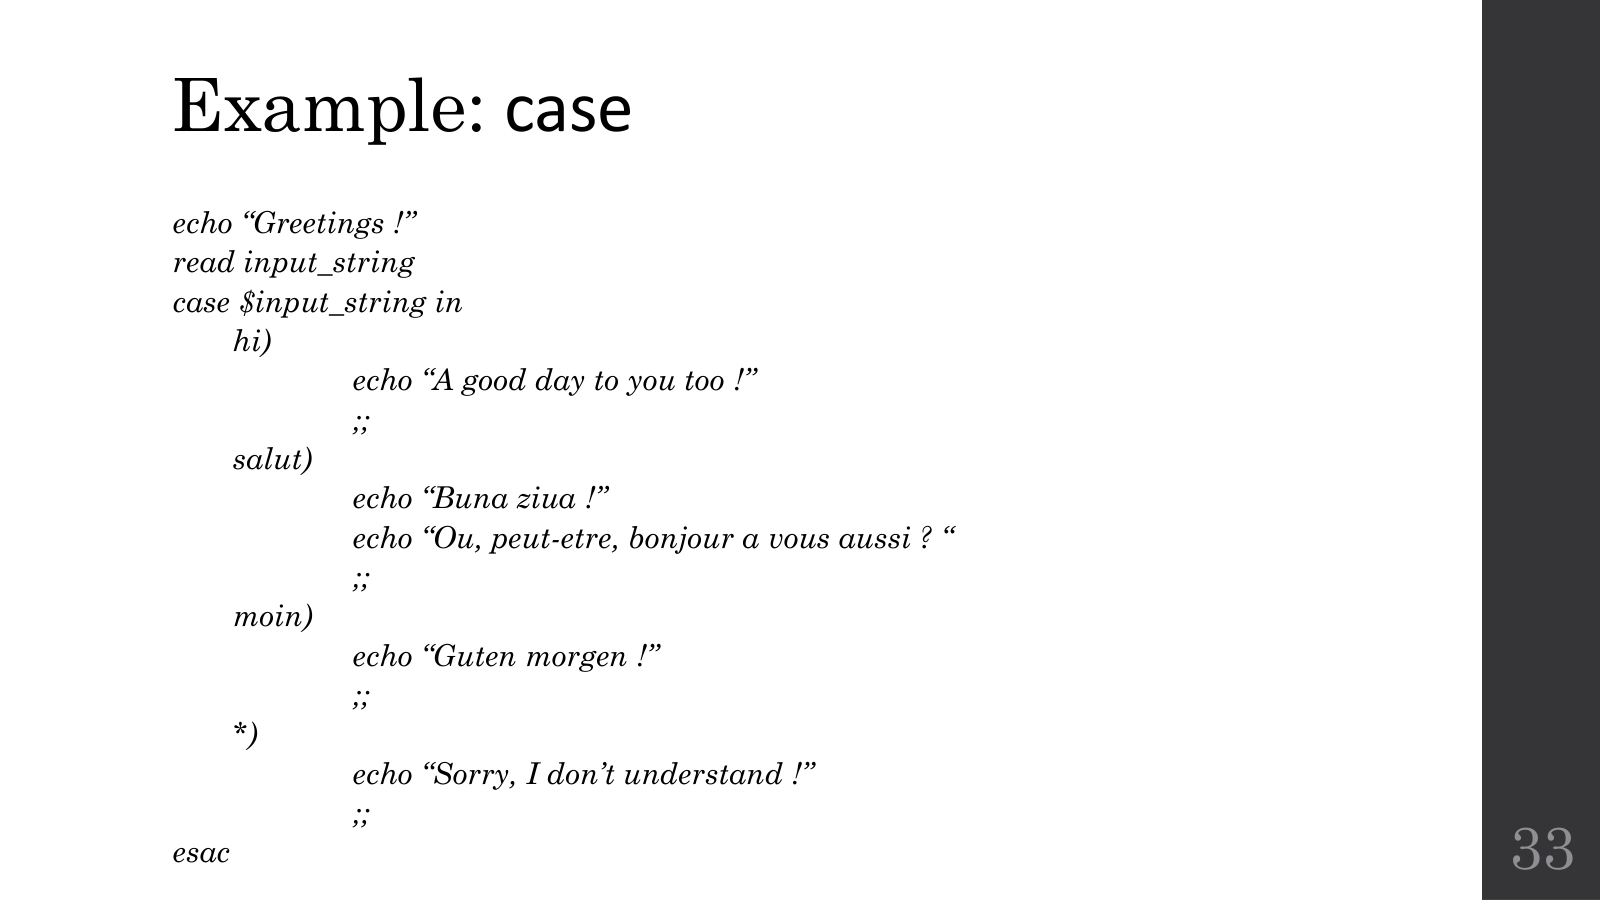 Example: case
echo “Greetings !”
read input_string
case $input_string in
hi)
echo “A good day to you too !”
;;
salut)
echo “Buna ziua !”
echo “Ou, peut-etre, bonjour a vous aussi ? “
;;
moin)
echo “Guten morgen !”
;;
*)
echo “Sorry, I don’t understand !”
;;
esac
33